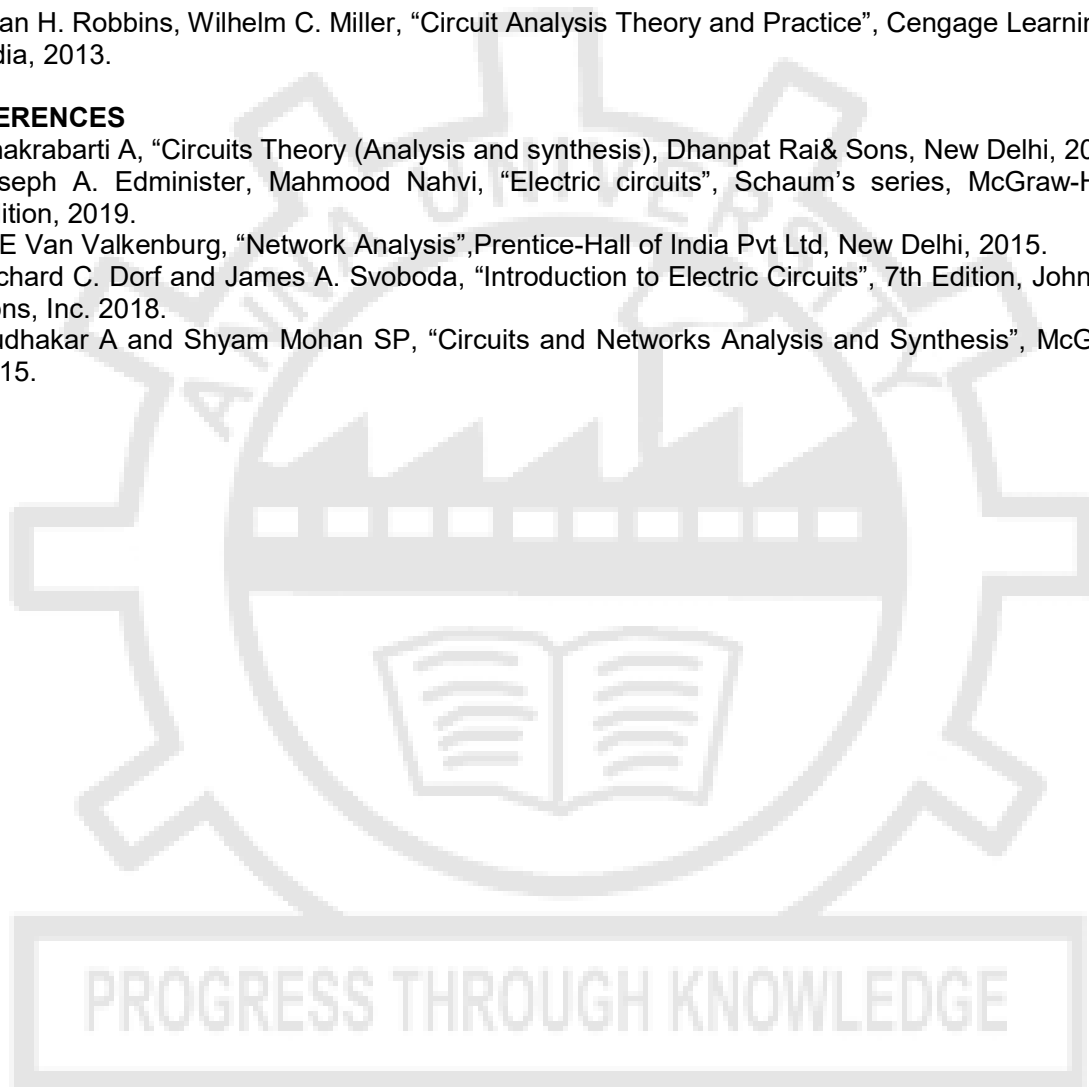 an H. Robbins, Wilhelm C. Miller, “Circuit Analysis Theory and Practice”, Cengage Learnin
dia, 2013.
ERENCES
nakrabarti A, “Circuits Theory (Analysis and synthesis), Dhanpat Rai& Sons, New Delhi, 20
seph A. Edminister, Mahmood Nahvi, “Electric circuits”, Schaum’s series, McGraw-H
ition, 2019.
E Van Valkenburg, “Network Analysis”,Prentice-Hall of India Pvt Ltd, New Delhi, 2015.
chard C. Dorf and James A. Svoboda, “Introduction to Electric Circuits”, 7th Edition, John
ons, Inc. 2018.
udhakar A and Shyam Mohan SP, “Circuits and Networks Analysis and Synthesis”, McG
15.
ANNA UNIVERSITY
PROGRESS THROUGH KNOWLEDGE